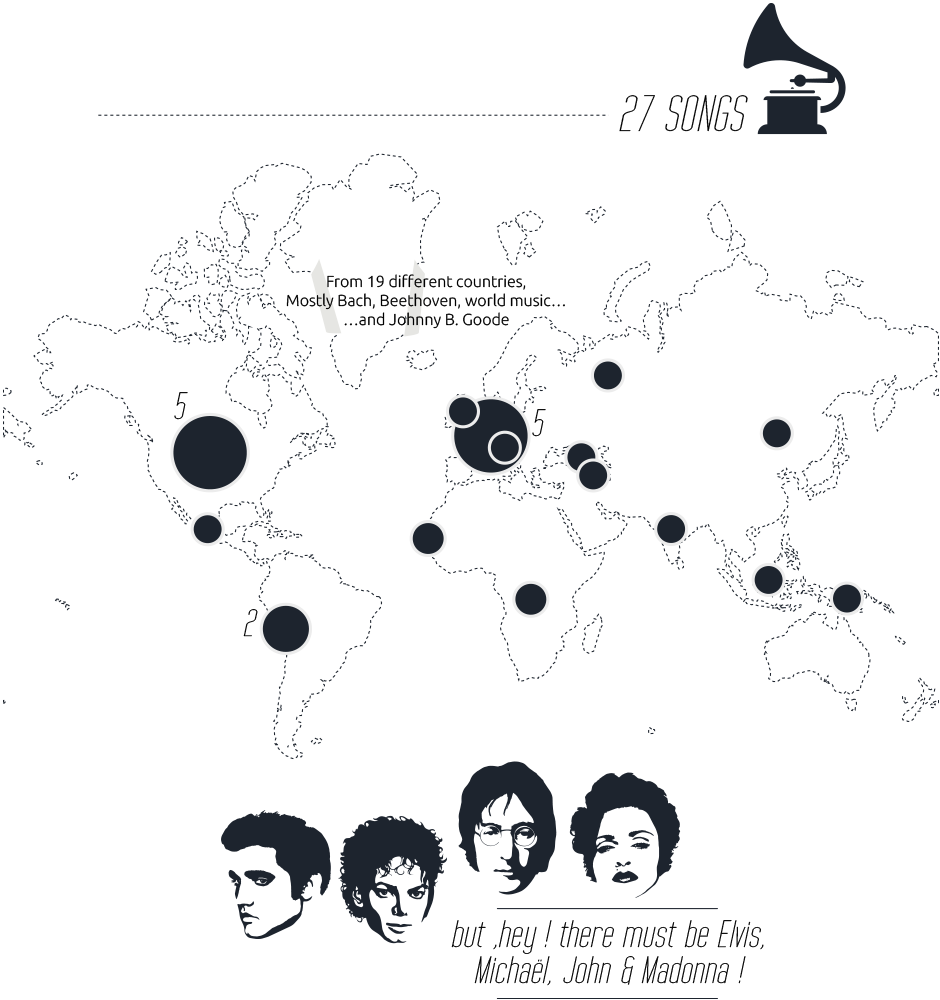 27 SONGS
From 19 different countries,
Mostly Bach, Beethoven, world music…
…and Johnny B. Goode
5
5
2
but ,hey ! there must be Elvis,
Michaël, John & Madonna !